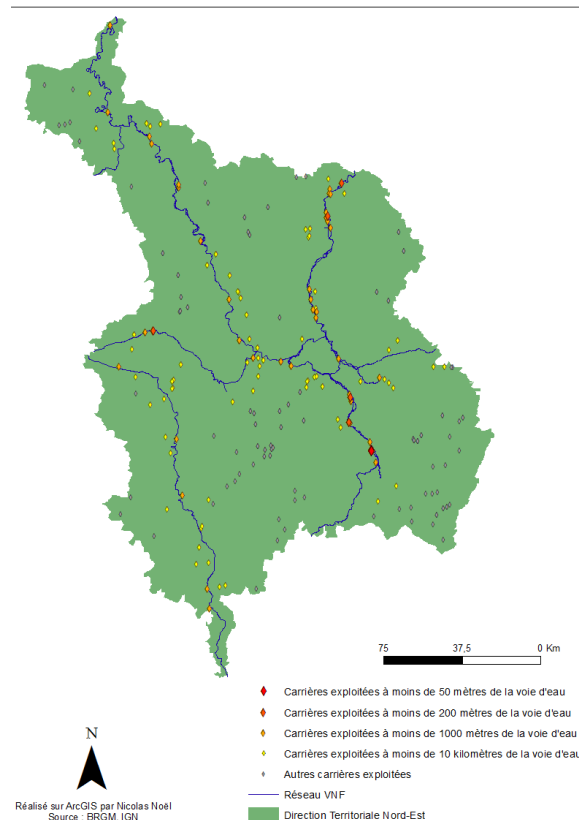 75 37,5 0 Km
Carrières exploitées à moins de 50 mètres de la voie d'eau
Carrières exploitées à moins de 200 mètres de la voie d'eau
Carrières exploitées à moins de 1000 mètres de la voie d'eau
Carrières exploitées à moins de 10 kilomètres de la voie d'eau
Autres carrières exploitées
Réseau VNF
Direction Territoriale Nord-Est
N
Réalisé sur ArcGIS par Nicolas Noël
Source : BRGM, IGN